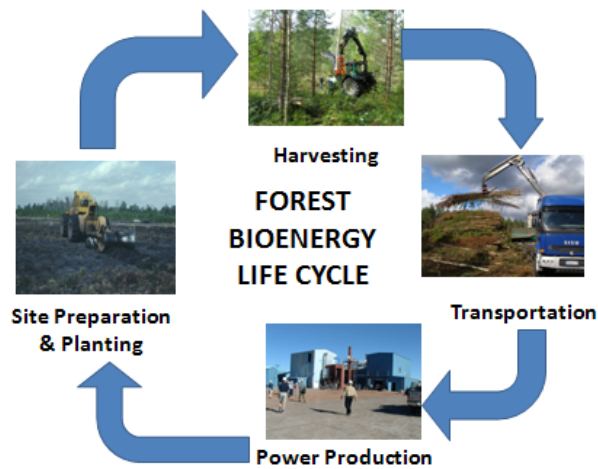 Harvesting
FOREST
BIOENERGY
LIFE CYCLE
Transportation
Site Preparation
& Planting
Power Production